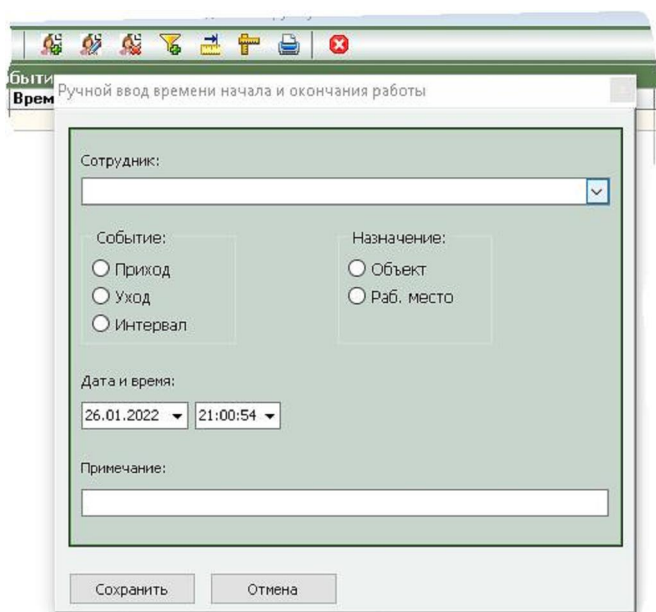 Ручной ввод времени начала и окончания работы
Сотрудник:
Событие:
Назначение:
Приход
Объект
Уход
Раб. место
Интервал
Дата и время:
26.01.2022
21:00:54
Примечание:
Сохранить
Отмена